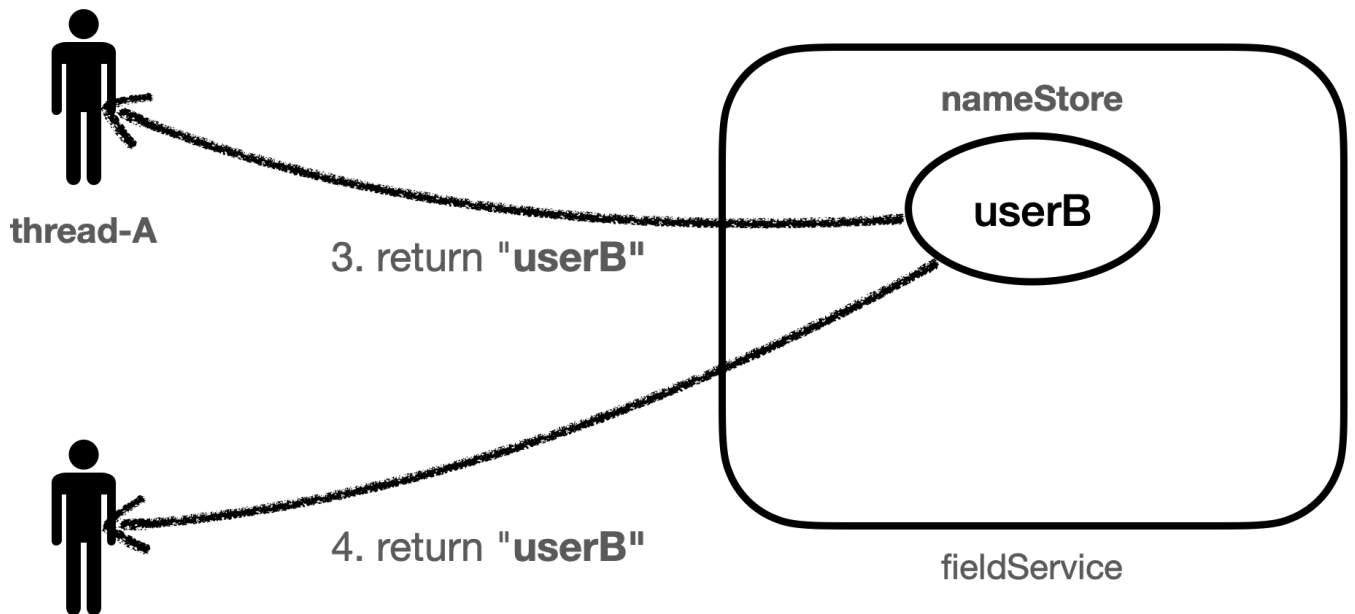 nameStore
userB
thread-A
3. return "userB"
4. return "userB"
fieldService